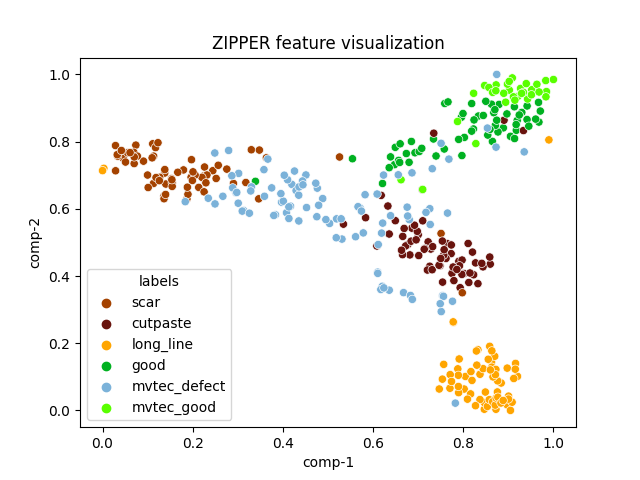 ZIPPER feature visualization
1.0
0.8
0.6
0.4
0.2
0.0
comp-2
labels
scar
cutpaste
long_line
good
mvtec_defect
mvtec_good
0.0 0.2 0.4 0.6 0.8 1.0
comp-1